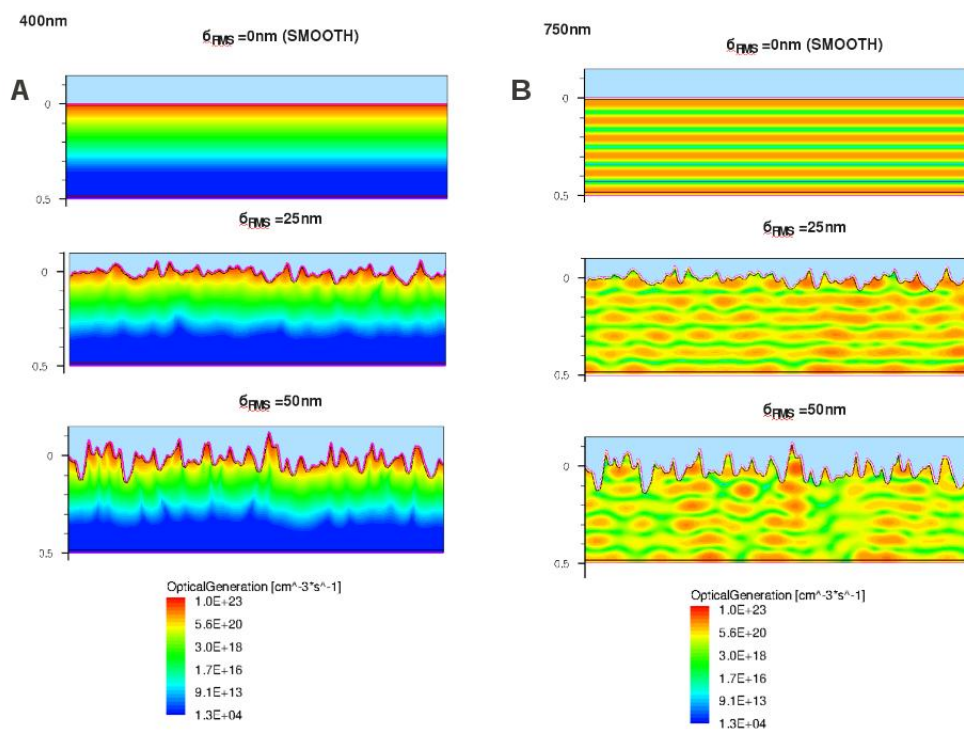 400nm
750nm
бRMS =0nm (SMOOTH)
бRMS =0nm (SMOOTH)
A
B
0
0.5
0
0.5
бRMS =25nm
бRMS =25nm
0
0.5
0
0.5
бRMS =50nm
бRMS =50nm
0
0.5
0
0.5
OpticalGeneration [cm^-3*s^-1]
1.0E+23
5.6E+20
3.0E+18
1.7E+16
9.1E+13
1.3E+04
OpticalGeneration [cm^-3*s^-1]
1.0E+23
5.6E+20
3.0E+18
1.7E+16
9.1E+13
1.3E+04